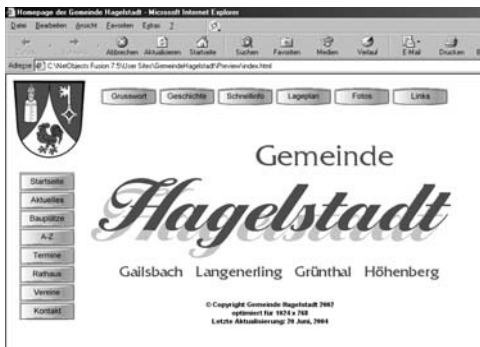 Homepage der Gemeinde Hagelstadt - Microsoft Internet Explorer
Datei Bearbeiten Ansicht Favoriten Extras ?
Abbrechen Aktualisieren Startseite Suchen Favoriten Medien Verlauf E-Mail Drucken
Adresse C:\NetObjects Fusion 7.5\User Sites\GemeindeHagelstadt\Preview\index.html
Grusswort Geschichte Schnellinfo Lageplan Fotos Links
Gemeinde
Hagelstadt
Gailsbach Langenerling Grünthal Höhenberg
Startseite
Aktuelles
Bauplätze
A-Z
Termine
Rathaus
Vereine
Kontakt
© Copyright Gemeinde Hagelstadt 2002
optimiert für 1024 x 768
Letzte Aktualisierung: 20 Juni, 2004